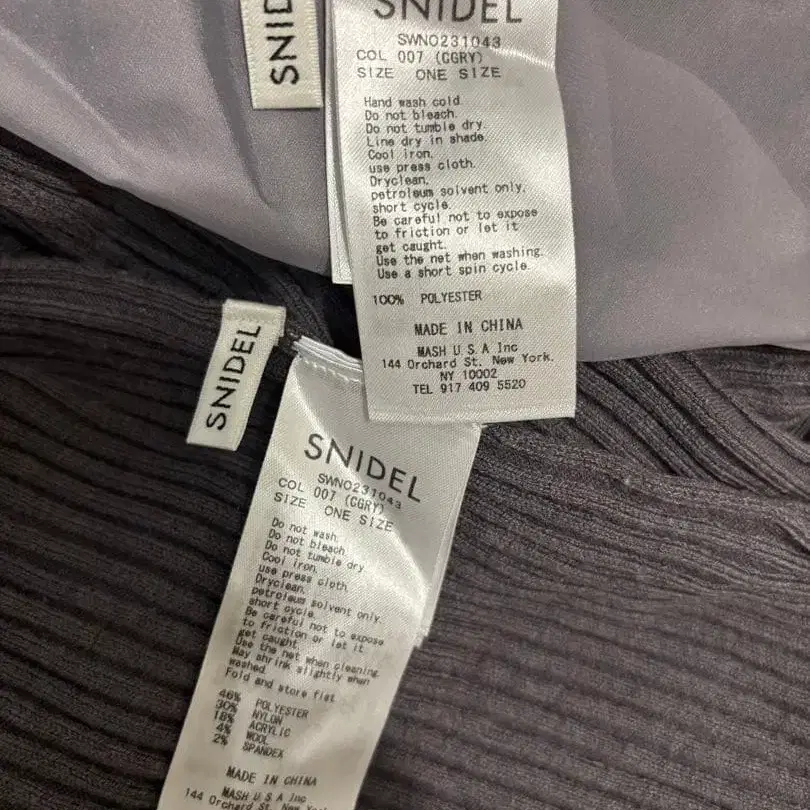 SNID
SNIDEL
SWNO231043
COL 007 (CGRY)
SIZE ONE SIZE
Hand wash cold.
Do not bleach.
Do not tumble dry.
Line dry in shade.
Cool iron,
use press cloth.
Dryclean,
petroleum solvent only,
short cycle.
Be careful not to expose
to friction or let it
get caught.
Use the net when washing.
Use a short spin cycle.
100% POLYESTER
MADE IN CHINA
MASH U S A Inc
144 Orchard St. New York.
NY 10002
TEL 917 409 5520
SNIDEL
SNIDEL
SWNO231043
COL 007 (CGRY)
SIZE ONE SIZE
Do not wash.
Do not bleach.
Do not tumble dry.
Cool iron,
use press cloth.
Dryclean,
petroleum solvent only,
short cycle.
Be careful not to expose
to friction or let it
get caught.
Use the net when cleaning.
May shrink slightly when
washed.
Fold and store flat.
46% POLYESTER
30% NYLON
18% ACRYLIC
4% WOOL
2% SPANDEX
MADE IN CHINA
MASH U S A Inc
144 Orchard St. New York.